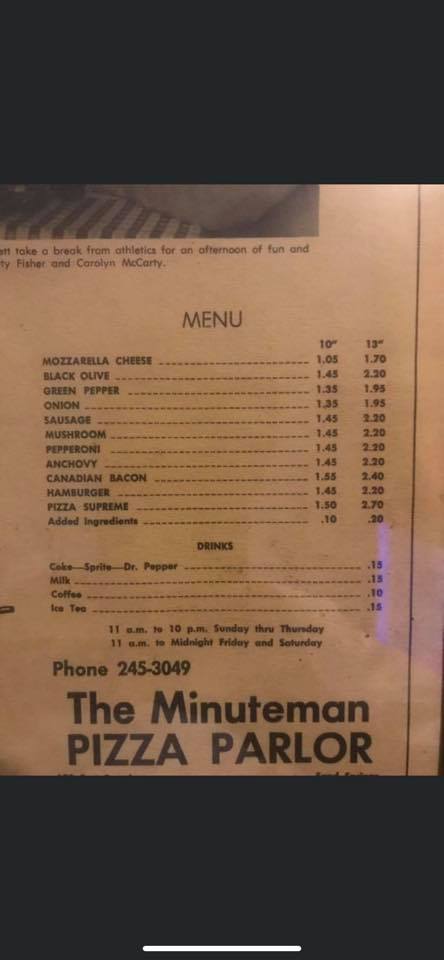 ett take a break from athletics for an afternoon of fun and
ty Fisher and Carolyn McCarty.
MENU
10" 13"
MOZZARELLA CHEESE 1.05 1.70
BLACK OLIVE 1.45 2.20
GREEN PEPPER 1.35 1.95
ONION 1.35 1.95
SAUSAGE 1.45 2.20
MUSHROOM 1.45 2.20
PEPPERONI 1.45 2.20
ANCHOVY 1.45 2.20
CANADIAN BACON 1.55 2.40
HAMBURGER 1.45 2.20
PIZZA SUPREME 1.50 2.70
Added Ingredients .10 .20
DRINKS
Coke—Sprite—Dr. Pepper .15
Milk .15
Coffee .10
Ice Tea .15
11 a.m. to 10 p.m. Sunday thru Thursday
11 a.m. to Midnight Friday and Saturday
Phone 245-3049
The Minuteman
PIZZA PARLOR